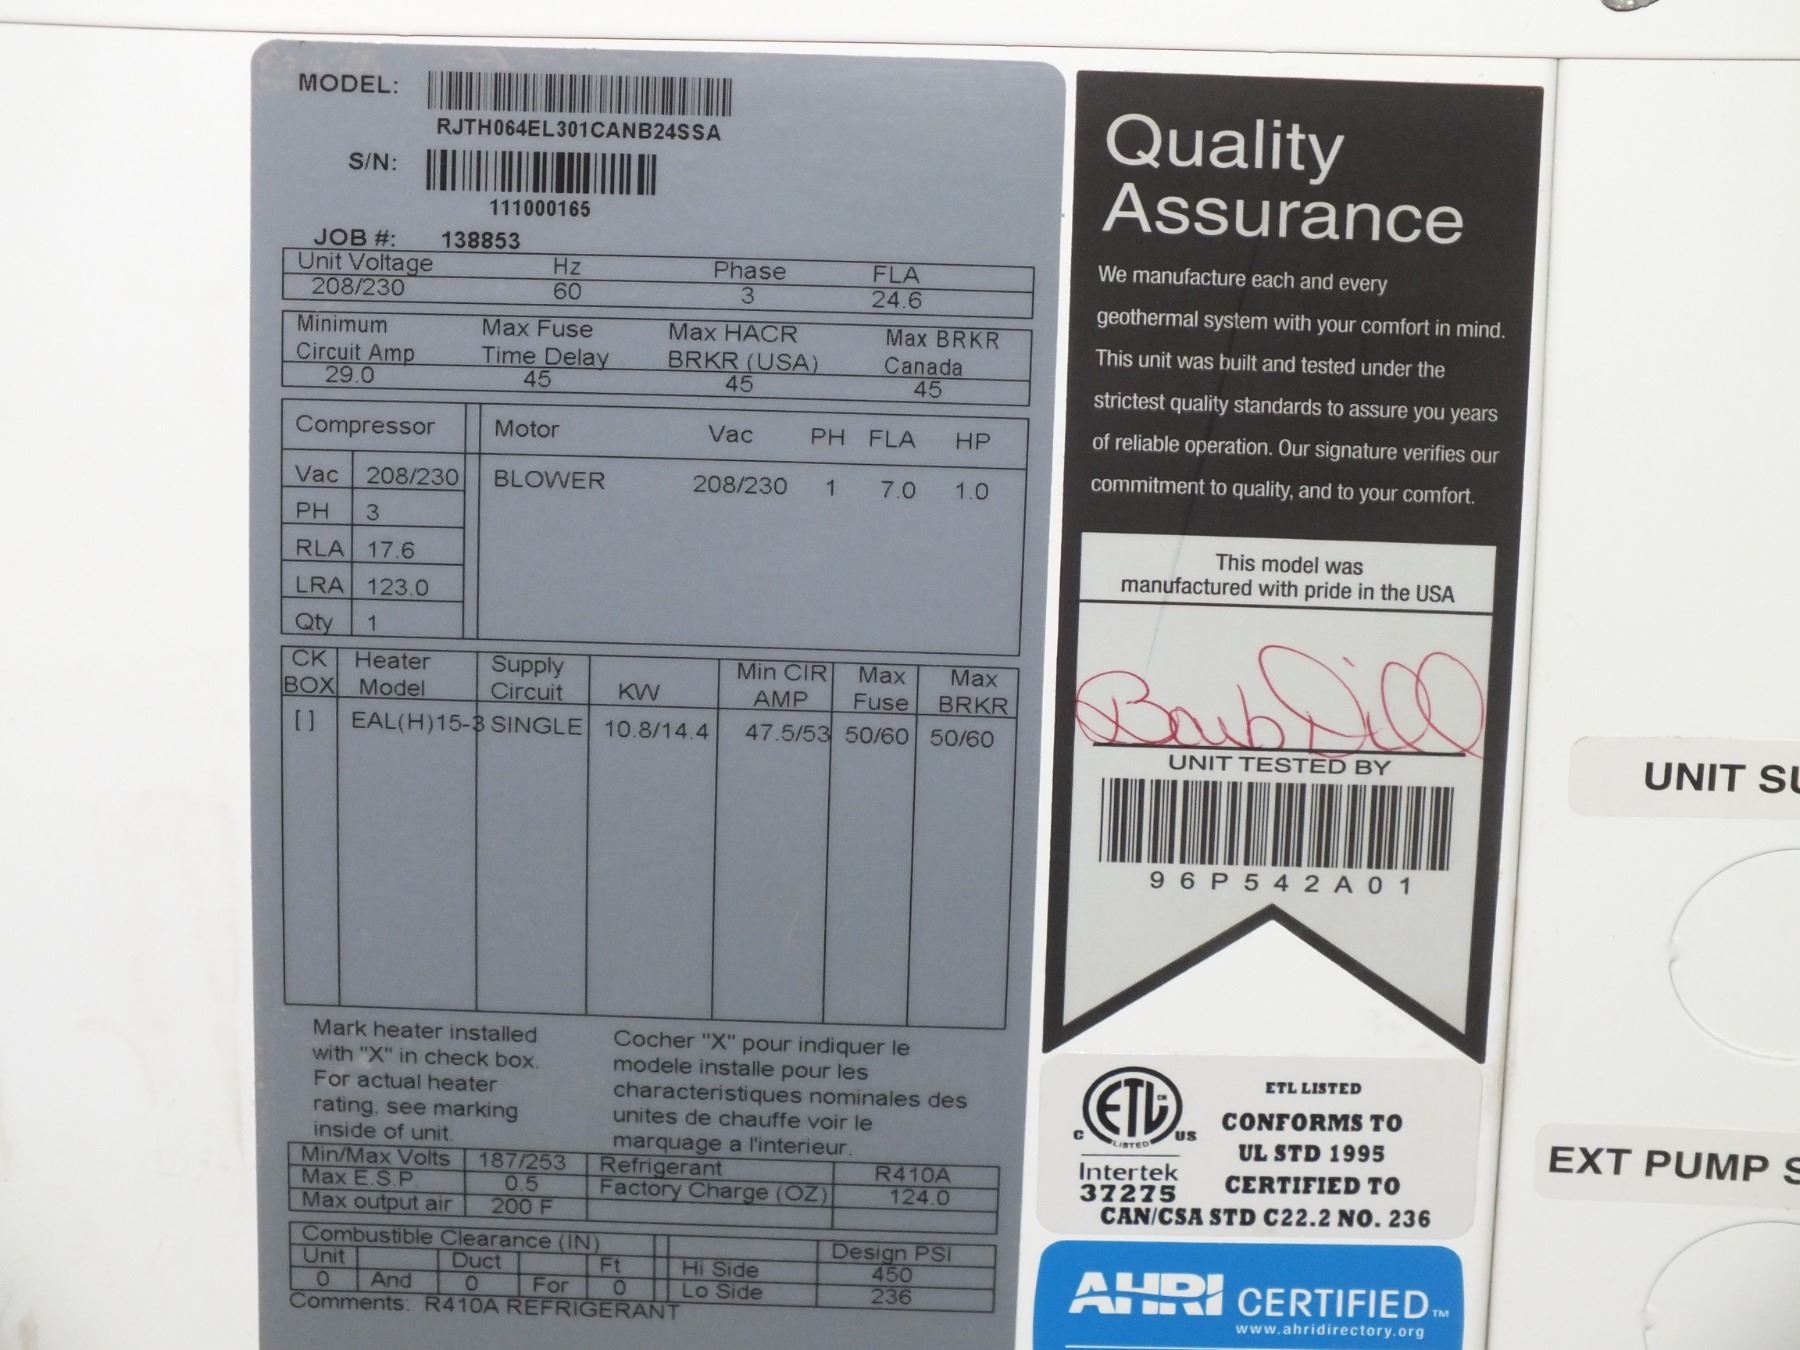 MODEL:
RJTH064EL301CANB24SSA
S/N:
111000165
JOB #: 138853
Unit Voltage Hz Phase FLA
208/230 60 3 24.6
Minimum Max Fuse Max HACR Max BRKR
Circuit Amp Time Delay BRKR (USA) Canada
29.0 45 45 45
Compressor Motor Vac PH FLA HP
Vac 208/230 BLOWER 208/230 1 7.0 1.0
PH 3
RLA 17.6
LRA 123.0
Qty 1
CK Heater Supply Min CIR Max Max
BOX Model Circuit KW AMP Fuse BRKR
[ ] EAL(H)15-3 SINGLE 10.8/14.4 47.5/53 50/60 50/60
Mark heater installed
with "X" in check box.
For actual heater
rating, see marking
inside of unit.
Cocher "X" pour indiquer le
modele installe pour les
characteristiques nominales des
unites de chauffe voir le
marquage a l'interieur.
Min/Max Volts 187/253 Refrigerant R410A
Max E.S.P. 0.5 Factory Charge (OZ) 124.0
Max output air 200 F
Combustible Clearance (IN) Design PSI
Unit Duct Ft Hi Side 450
0 And 0 For 0 Lo Side 236
Comments: R410A REFRIGERANT
Quality
Assurance
We manufacture each and every
geothermal system with your comfort in mind.
This unit was built and tested under the
strictest quality standards to assure you years
of reliable operation. Our signature verifies our
commitment to quality, and to your comfort.
This model was
manufactured with pride in the USA
Barb Dill
UNIT TESTED BY
96P542A01
ETL CM
LISTED
C US
Intertek
37275
ETL LISTED
CONFORMS TO
UL STD 1995
CERTIFIED TO
CAN/CSA STD C22.2 NO. 236
AHRI CERTIFIED™
www.ahridirectory.org
UNIT SU
EXT PUMP S